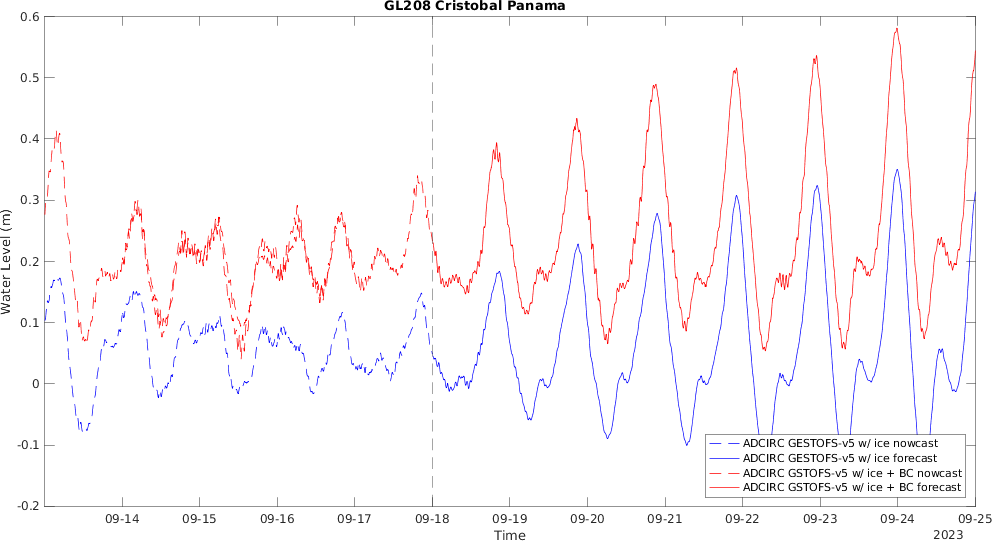 GL208 Cristobal Panama
0.6
0.5
0.4
0.3
0.2
0.1
0
-0.1
-0.2
Water Level (m)
ADCIRC GESTOFS-v5 w/ ice nowcast
ADCIRC GESTOFS-v5 w/ ice forecast
ADCIRC GSTOFS-v5 w/ ice + BC nowcast
ADCIRC GSTOFS-v5 w/ ice + BC forecast
09-14 09-15 09-16 09-17 09-18 09-19 09-20 09-21 09-22 09-23 09-24 09-25
Time
2023